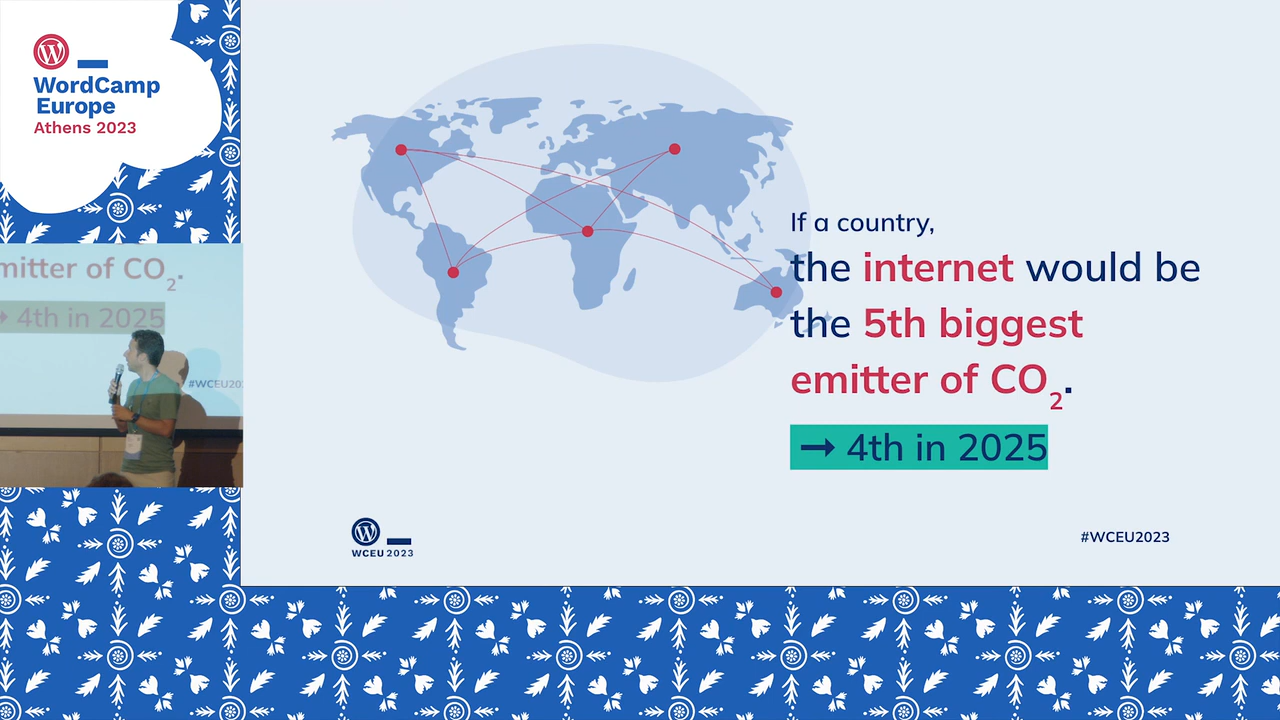 WordCamp
Europe
Athens 2023
mitter of CO2.
4th in 2025
#WCEU20
If a country,
the internet would be
the 5th biggest
emitter of CO2.
→ 4th in 2025
WCEU 2023
#WCEU2023